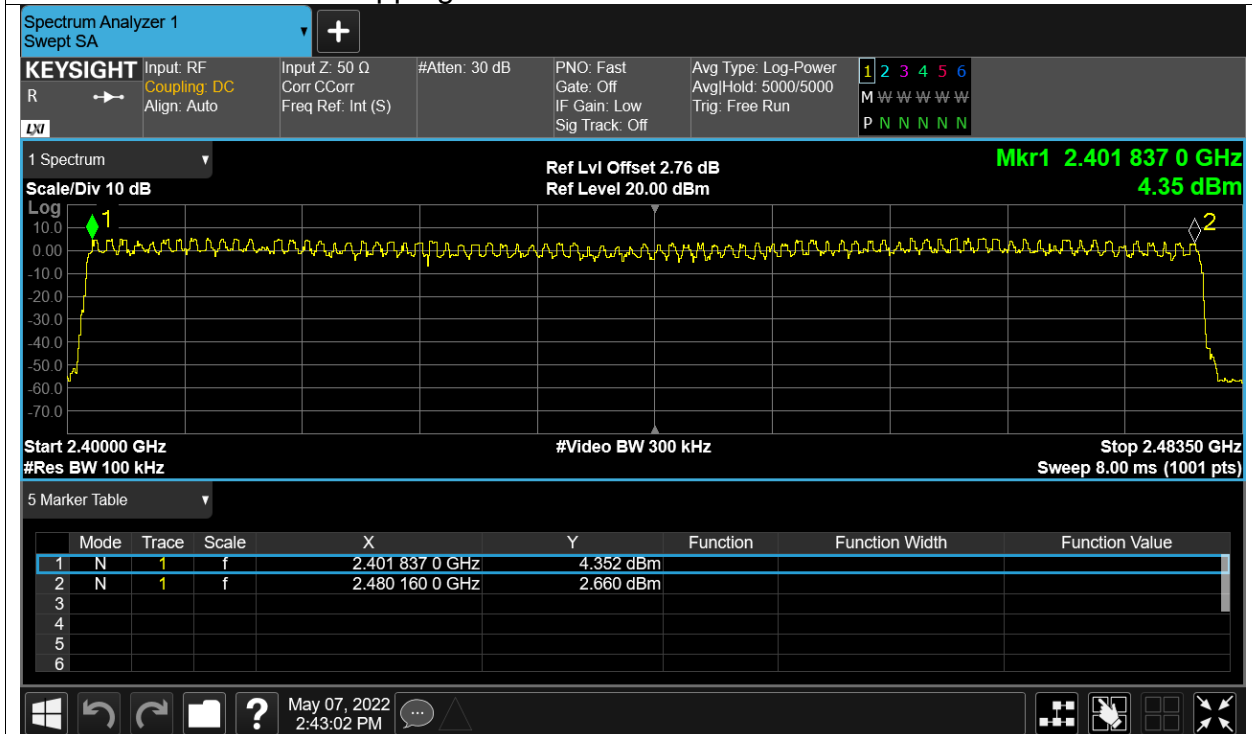 Spectrum Analyzer 1
Swept SA
KEYSIGHT Input: RF Input Z: 50 Ω #Atten: 30 dB PNO: Fast Avg Type: Log-Power 1 2 3 4 5 6
R Coupling: DC Corr CCorr Gate: Off Avg|Hold: 5000/5000 M W W W W W
Align: Auto Freq Ref: Int (S) IF Gain: Low Trig: Free Run
LXI Sig Track: Off P N N N N N
1 Spectrum Ref Lvl Offset 2.76 dB Mkr1 2.401 837 0 GHz
Scale/Div 10 dB Ref Level 20.00 dBm 4.35 dBm
Log
1
2
10.0
0.00
-10.0
-20.0
-30.0
-40.0
-50.0
-60.0
-70.0
Start 2.40000 GHz #Video BW 300 kHz Stop 2.48350 GHz
#Res BW 100 kHz Sweep 8.00 ms (1001 pts)
5 Marker Table
Mode Trace Scale X Y Function Function Width Function Value
1 N 1 f 2.401 837 0 GHz 4.352 dBm
2 N 1 f 2.480 160 0 GHz 2.660 dBm
3
4
5
6
? May 07, 2022
2:43:02 PM